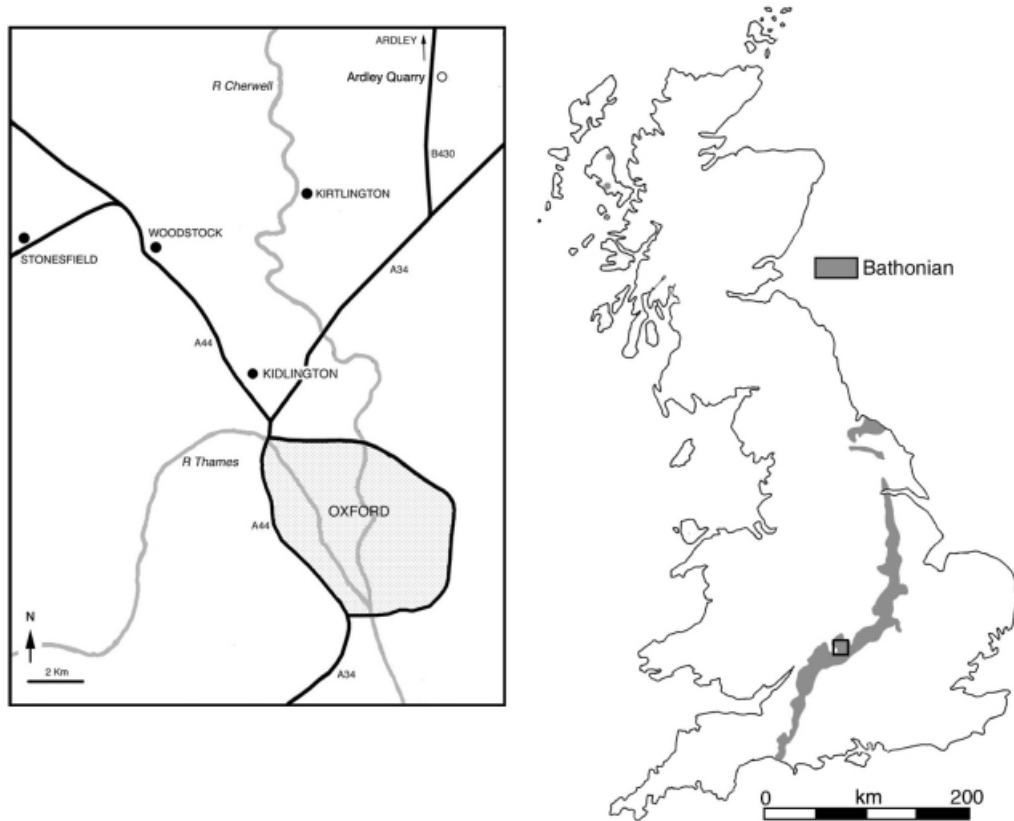 ARDLEY
Ardley Quarry
R Cherwell
B430
KIRTLINGTON
WOODSTOCK
STONESFIELD
A34
A44
KIDLINGTON
R Thames
OXFORD
A44
N
2 Km
A34
Bathonian
0 km 200